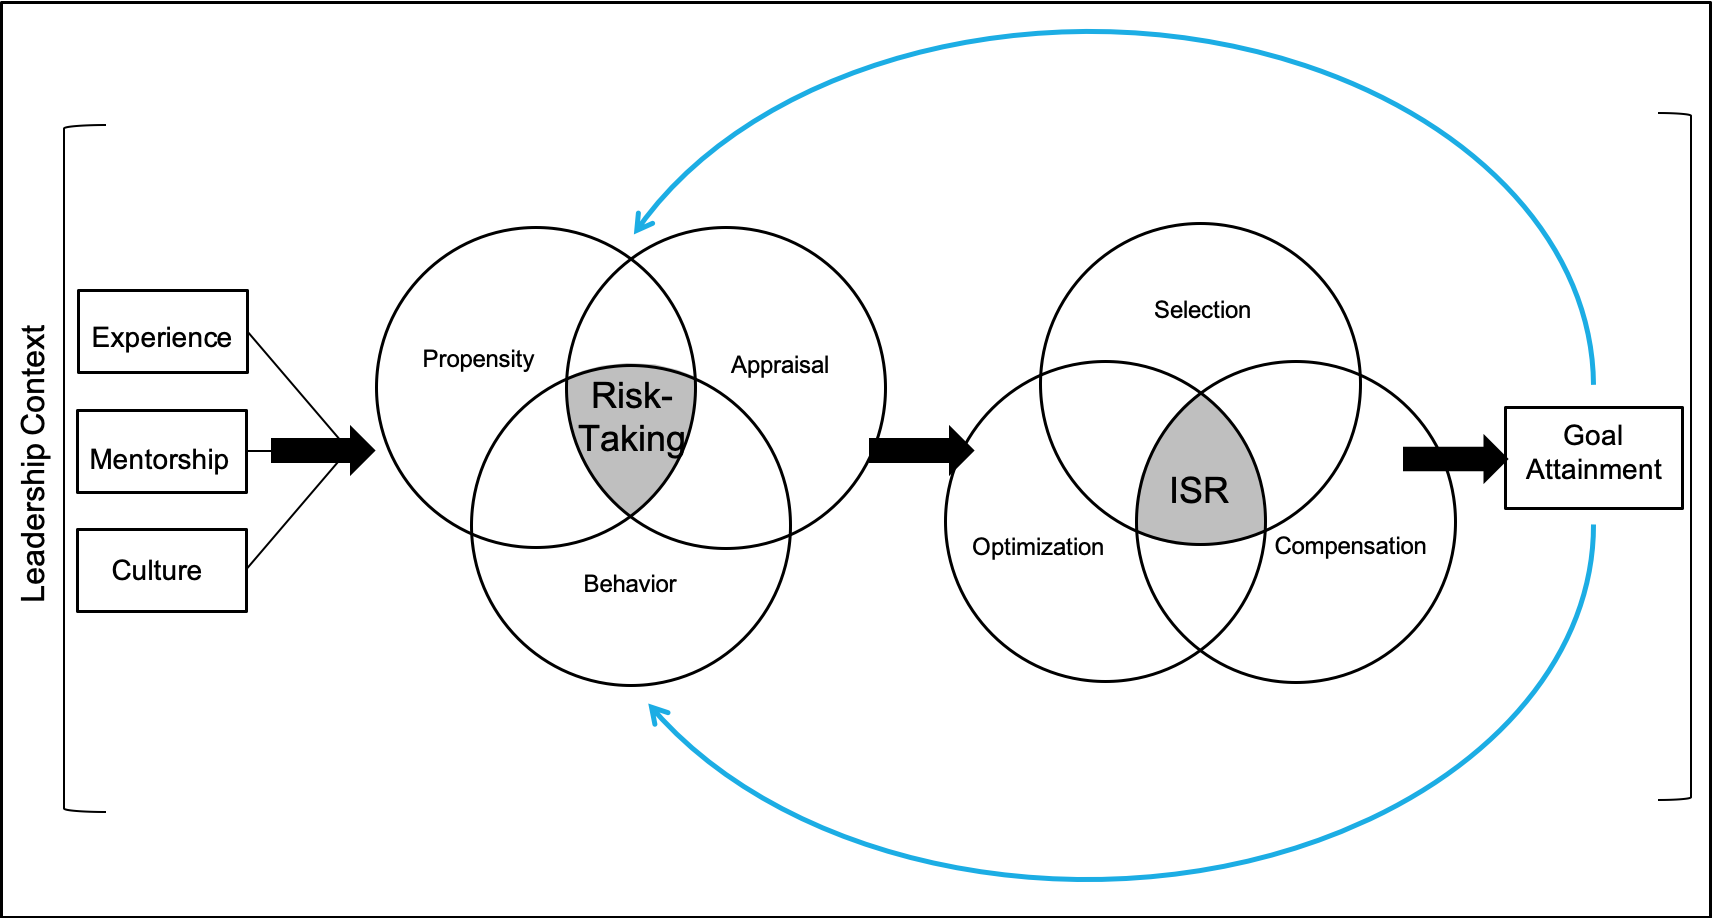 Leadership Context
Experience
Mentorship
Culture
Propensity
Appraisal
Risk-
Taking
Behavior
Selection
ISR
Optimization
Compensation
Goal
Attainment